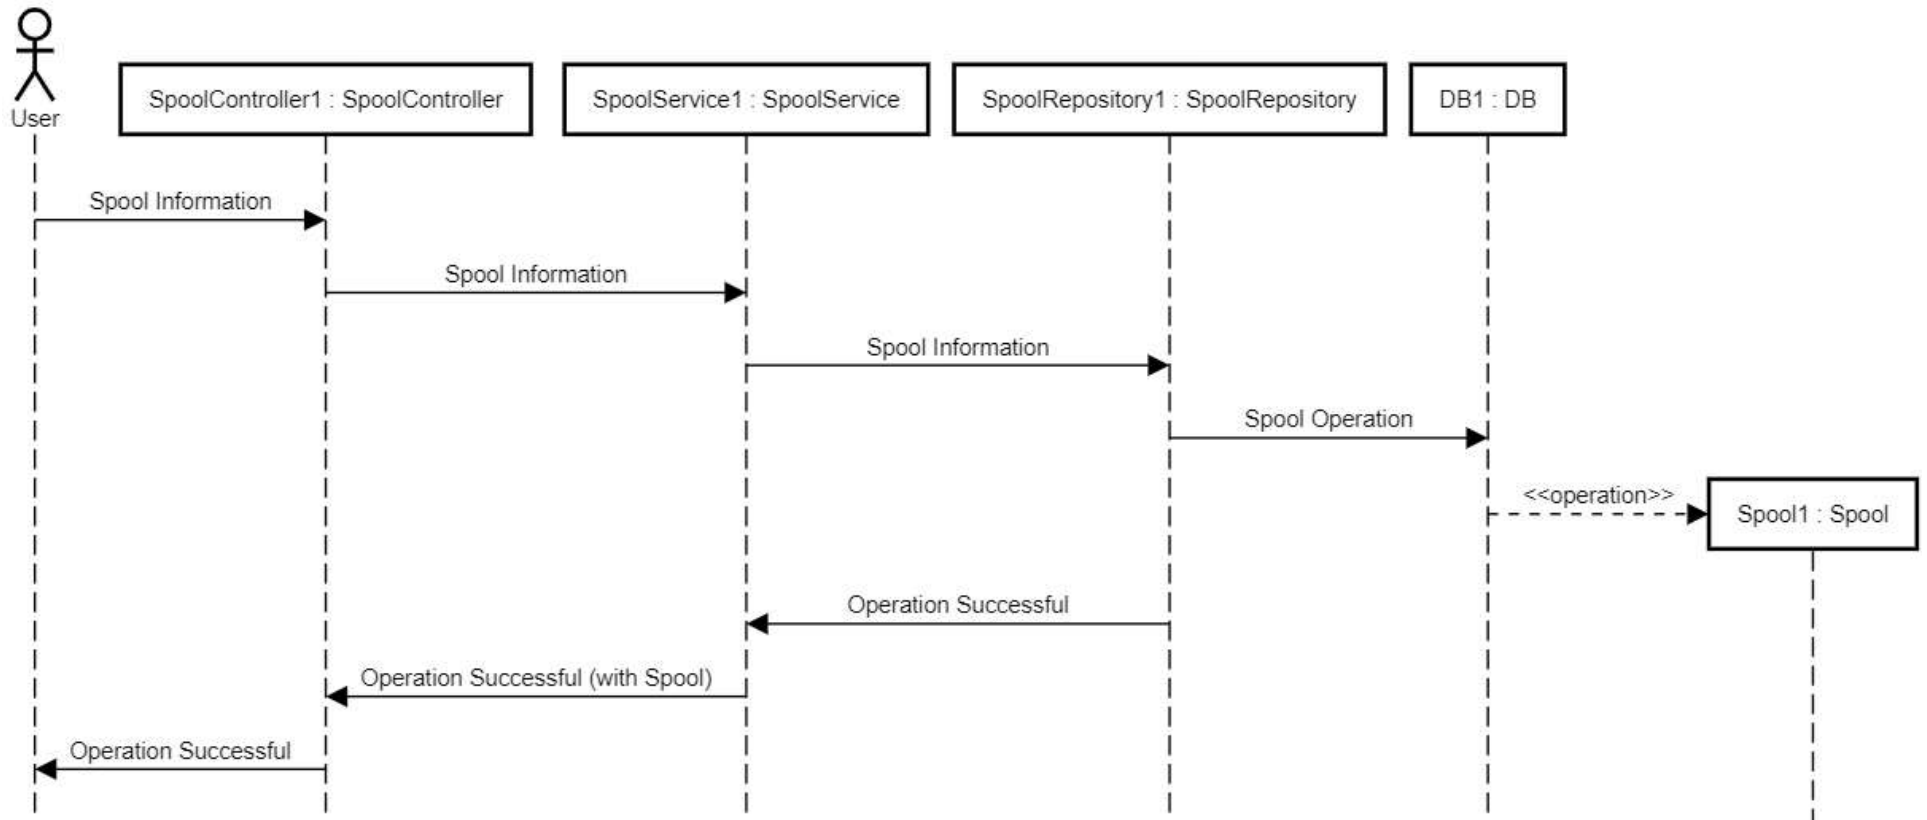 User
SpoolController1 : SpoolController
SpoolService1 : SpoolService
SpoolRepository1 : SpoolRepository
DB1 : DB
Spool Information
Spool Information
Spool Information
Spool Operation
<<operation>>
Spool1 : Spool
Operation Successful
Operation Successful (with Spool)
Operation Successful